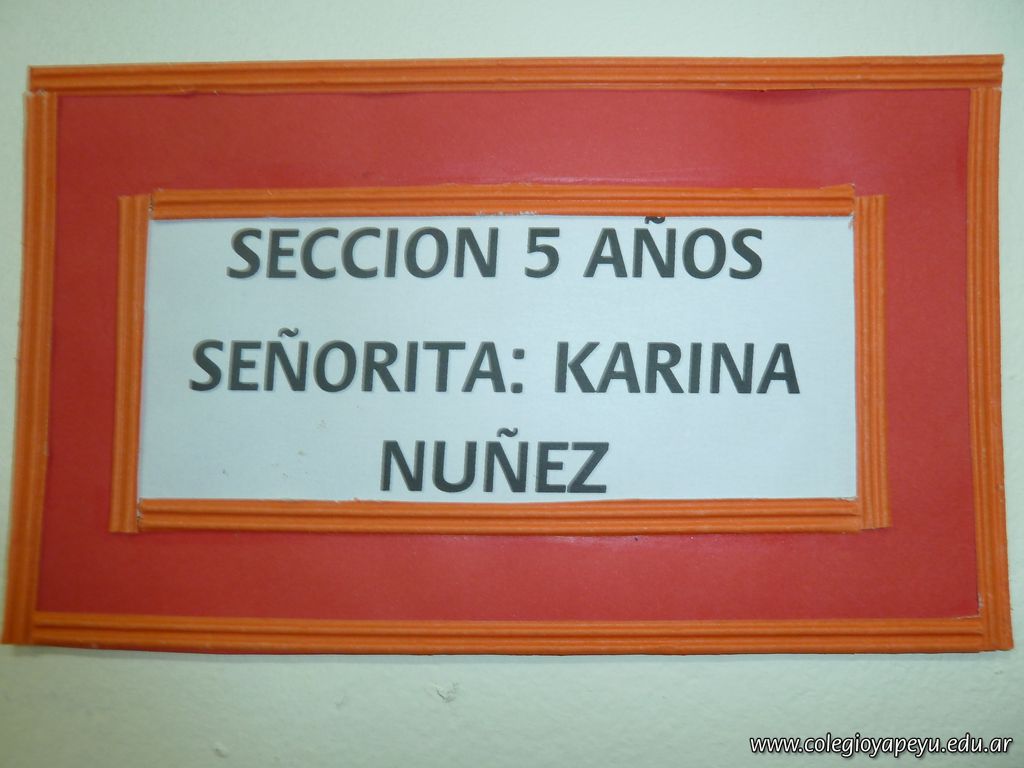 SECCION 5 AÑOS
SEÑORITA: KARINA
NUÑEZ
www.colegioyapeyu.edu.ar